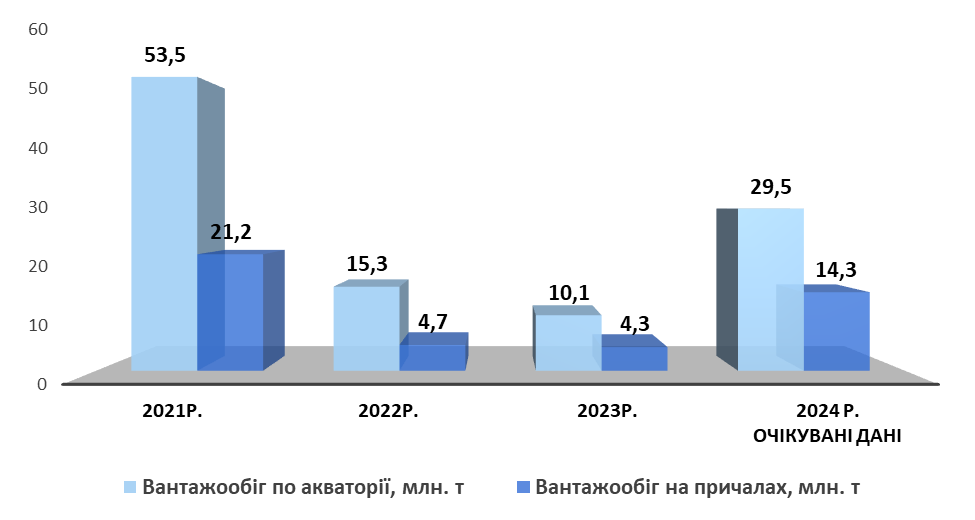 60
50
40
30
20
10
0
53,5
21,2
15,3
4,7
10,1
4,3
29,5
14,3
2021Р.
2022Р.
2023Р.
2024 Р.
ОЧІКУВАНІ ДАНІ
Вантажообіг по акваторії, млн. т
Вантажообіг на причалах, млн. т